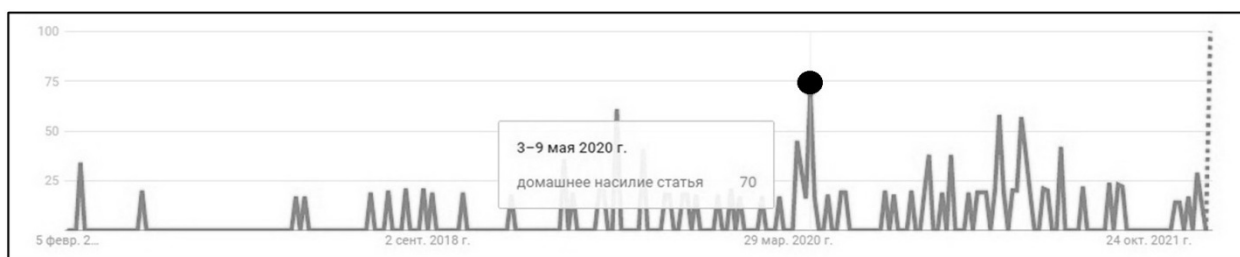 100
75
50
25
3–9 мая 2020 г.
домашнее насилие статья 70
5 февр. 2...
2 сент. 2018 г.
29 мар. 2020 г.
24 окт. 2021 г.